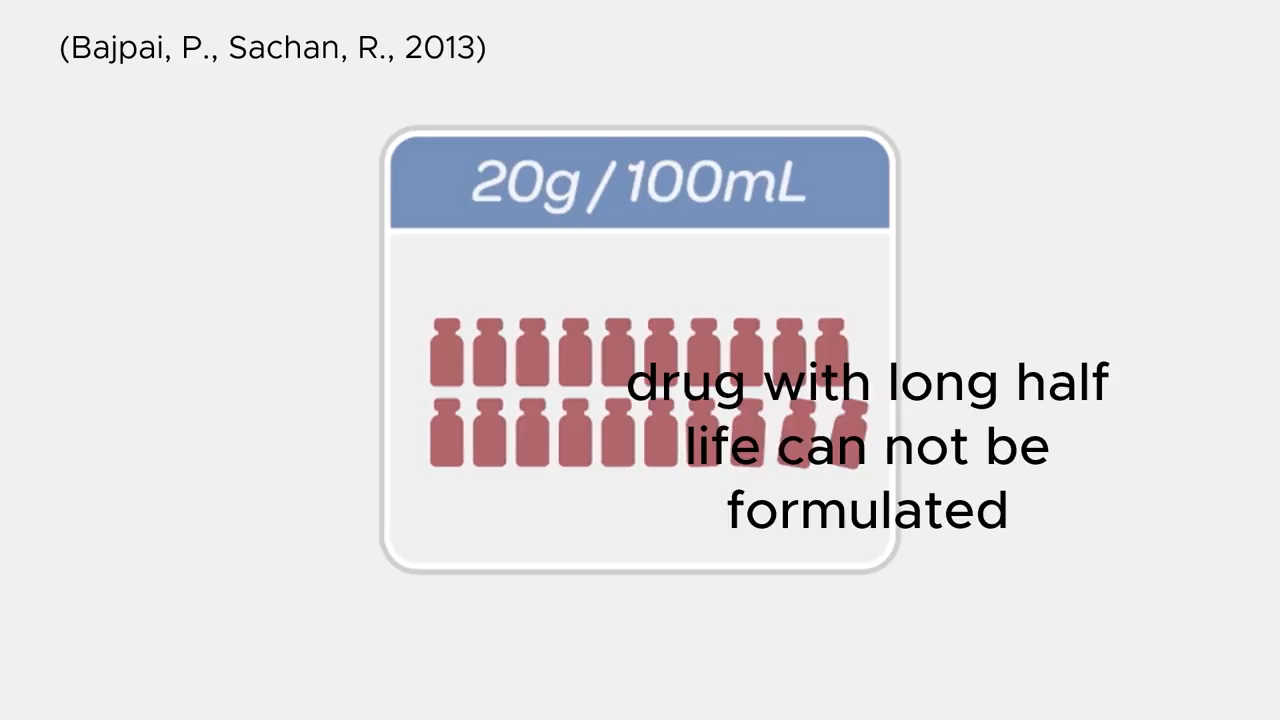 (Bajpai, P., Sachan, R., 2013)
20g/100mL
drug with long half
life can not be
formulated